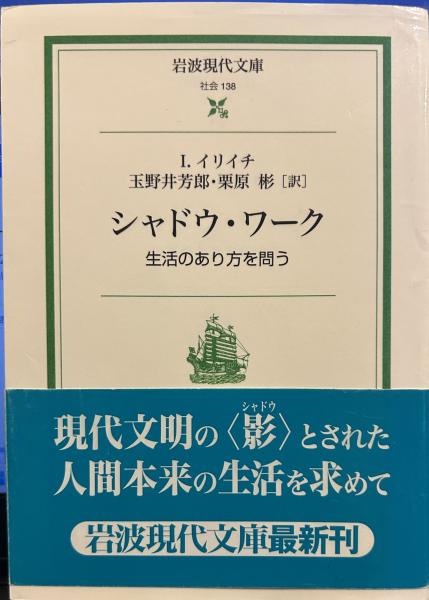 岩波現代文庫
社会 138
I. イリイチ
玉野井芳郎・栗原 彬［訳］
シャドウ・ワーク
生活のあり方を問う
シャドウ
現代文明の〈影〉とされた
人間本来の生活を求めて
岩波現代文庫最新刊